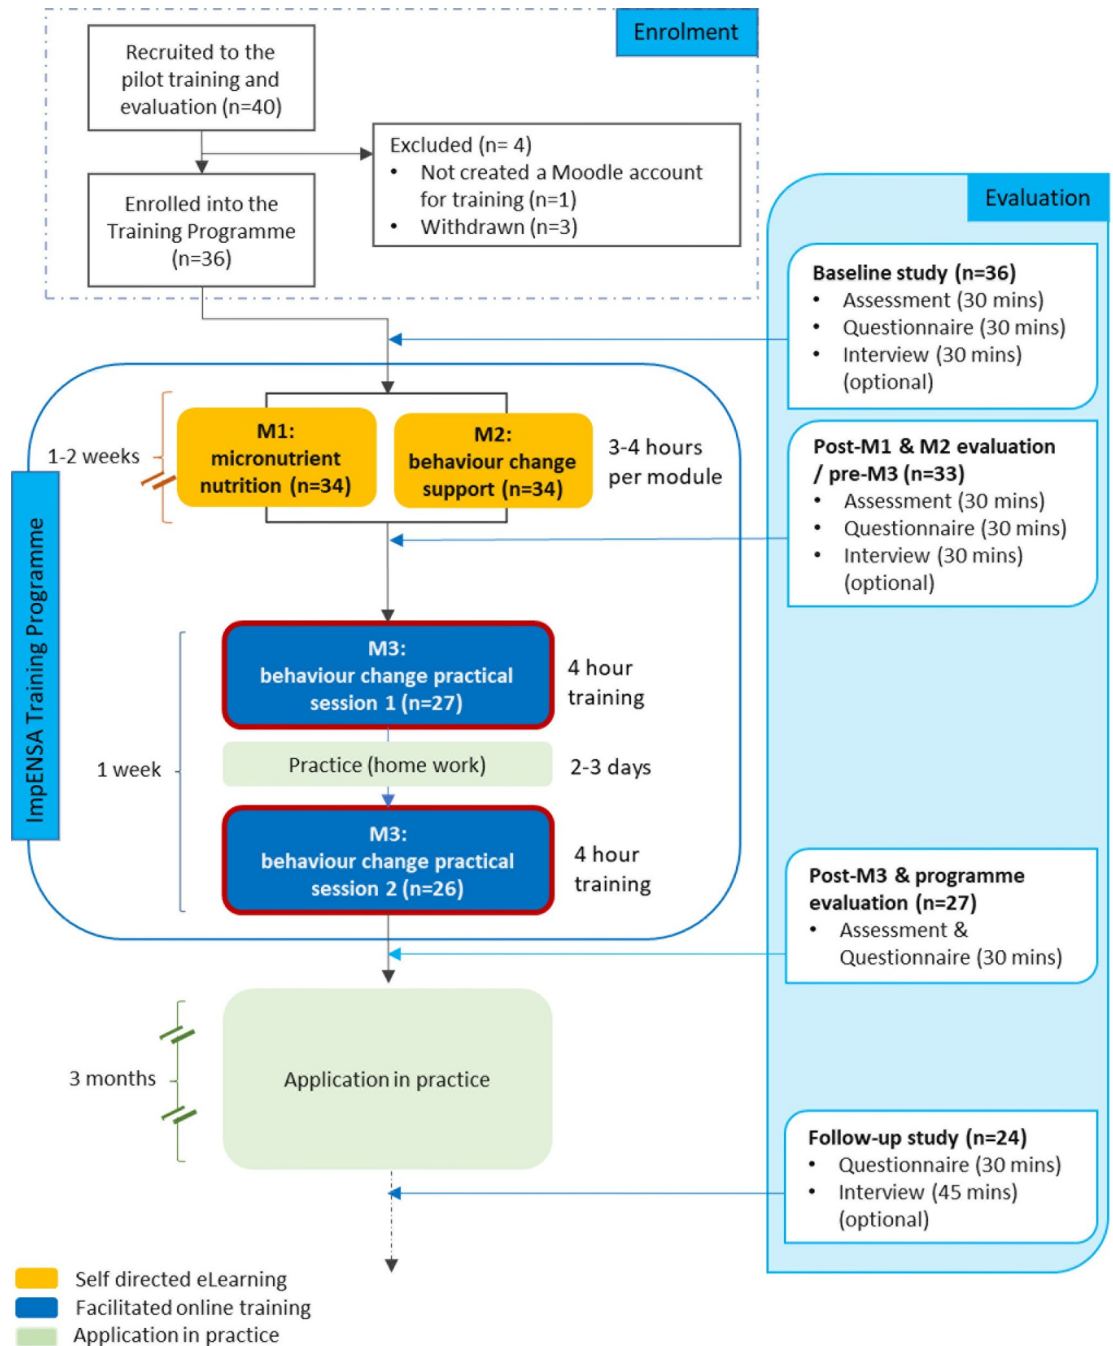 Enrolment
Recruited to the
pilot training and
evaluation (n=40)
Excluded (n= 4)
• Not created a Moodle account
for training (n=1)
• Withdrawn (n=3)
Enrolled into the
Training Programme
(n=36)
Evaluation
Baseline study (n=36)
• Assessment (30 mins)
• Questionnaire (30 mins)
• Interview (30 mins)
(optional)
ImpENSA Training Programme
1-2 weeks
M1:
micronutrient
nutrition (n=34)
M2:
behaviour change
support (n=34)
3-4 hours
per module
Post-M1 & M2 evaluation
/ pre-M3 (n=33)
• Assessment (30 mins)
• Questionnaire (30 mins)
• Interview (30 mins)
(optional)
1 week
M3:
behaviour change practical
session 1 (n=27)
4 hour
training
Practice (home work)
2-3 days
M3:
behaviour change practical
session 2 (n=26)
4 hour
training
Post-M3 & programme
evaluation (n=27)
• Assessment &
Questionnaire (30 mins)
3 months
Application in practice
Follow-up study (n=24)
• Questionnaire (30 mins)
• Interview (45 mins)
(optional)
Self directed eLearning
Facilitated online training
Application in practice